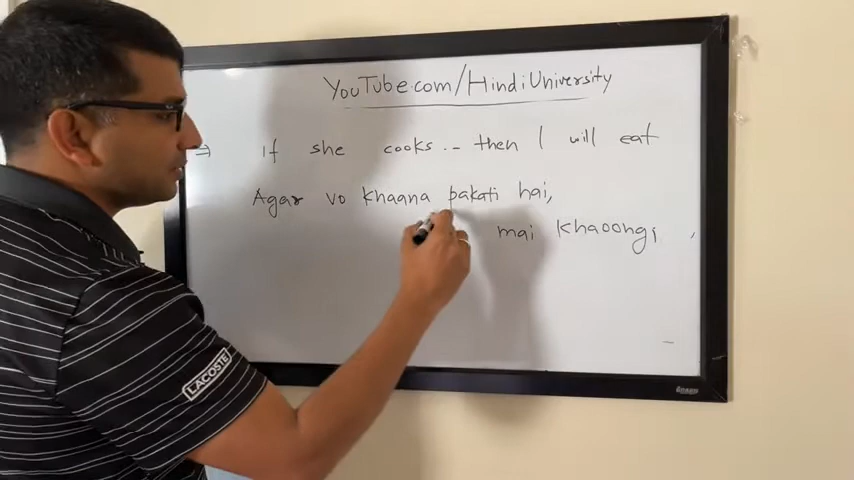 YouTube.com/HindiUniversity
⇒ if she cooks -- then I will eat
Agar vo khaana pakati hai,
mai khaoongi,
LACOSTE